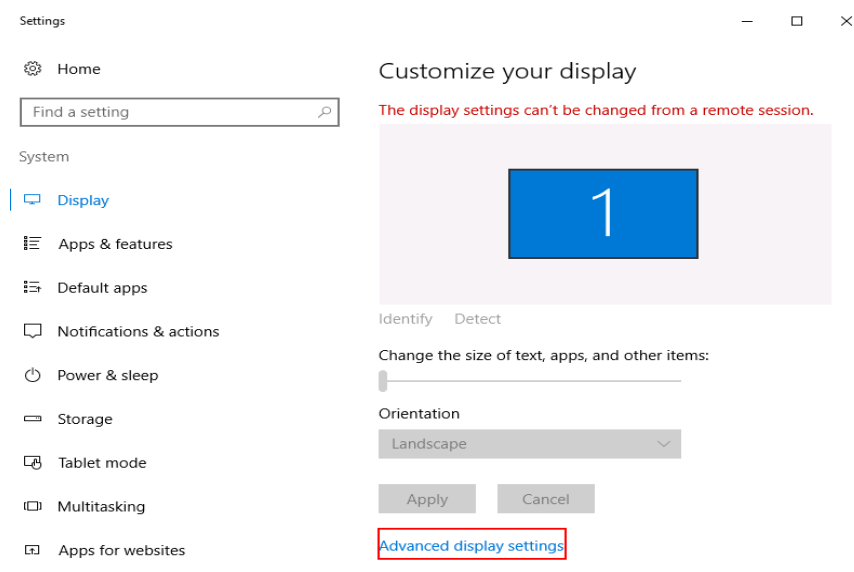 Settings
Home
Find a setting
System
Display
Apps & features
Default apps
Notifications & actions
Power & sleep
Storage
Tablet mode
Multitasking
Apps for websites
Customize your display
The display settings can't be changed from a remote session.
1
Identify Detect
Change the size of text, apps, and other items:
Orientation
Landscape
Apply Cancel
Advanced display settings